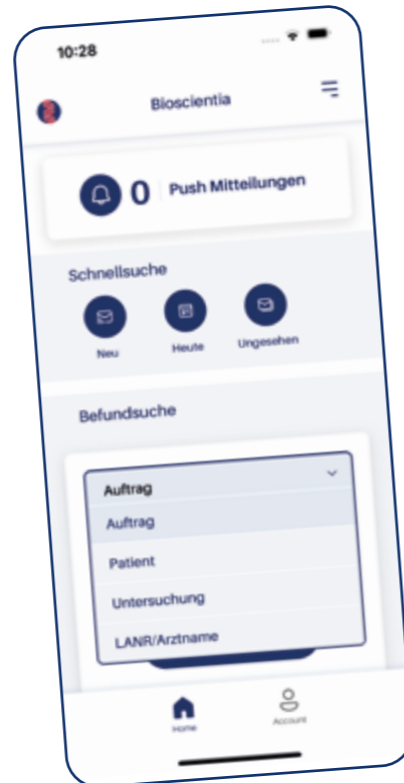 10:28
Bioscientia
0 Push Mitteilungen
Schnellsuche
Neu Heute Ungesehen
Befundsuche
Auftrag
Auftrag
Patient
Untersuchung
LANR/Arztname
Home Account